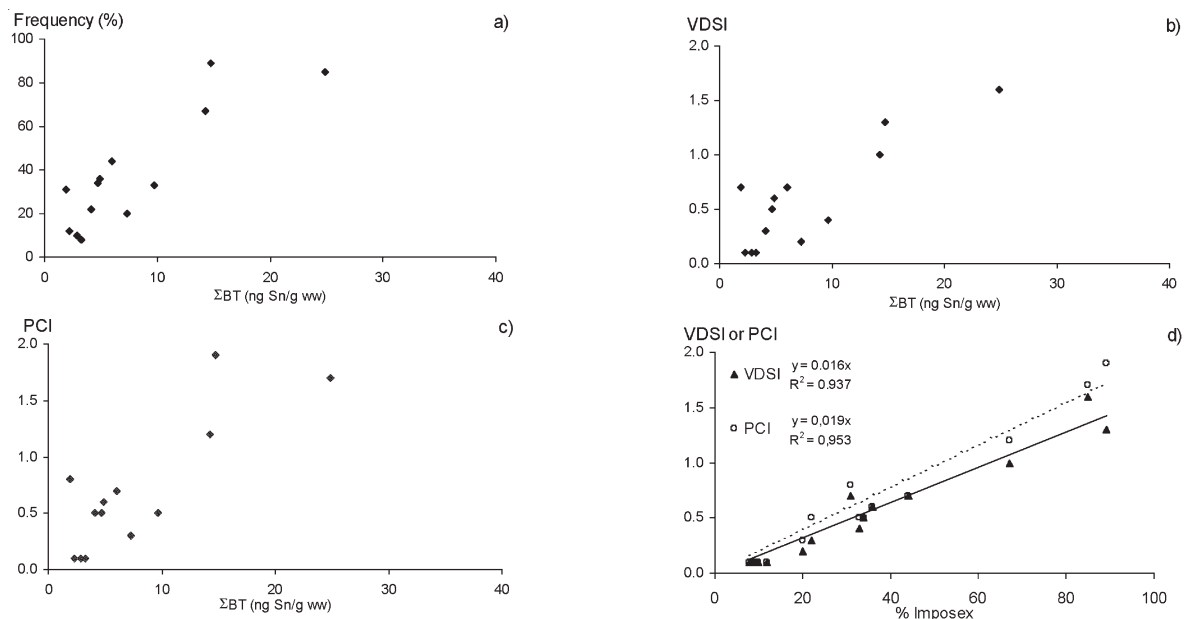 Frequency (%)
a)
100
80
60
40
20
0
0 10 20 30 40
ΣBT (ng Sn/g ww)
VDSI
b)
2.0
1.5
1.0
0.5
0.0
0 10 20 30 40
ΣBT (ng Sn/g ww)
PCI
c)
2.0
1.5
1.0
0.5
0.0
0 10 20 30 40
ΣBT (ng Sn/g ww)
VDSI or PCI
d)
2.0
1.5
1.0
0.5
0.0
VDSI y = 0.016x
R² = 0.937
PCI y = 0,019x
R² = 0,953
0 20 40 60 80 100
% Imposex